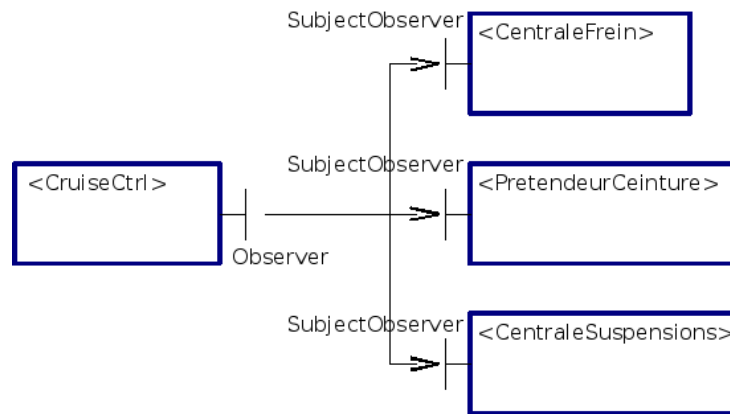 SubjectObserver
<CentraleFrein>
SubjectObserver
<CruiseCtrl>
<PretendeurCeinture>
Observer
SubjectObserver
<CentraleSuspensions>